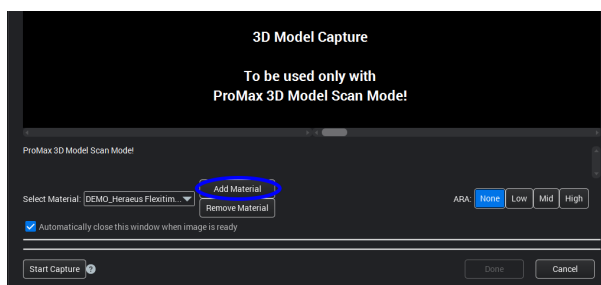 3D Model Capture
To be used only with
ProMax 3D Model Scan Mode!
ProMax 3D Model Scan Mode!
Select Material: DEMO_Heraeus Flexitim...
Add Material
Remove Material
ARA: None Low Mid High
Automatically close this window when image is ready
Start Capture ?
Done
Cancel